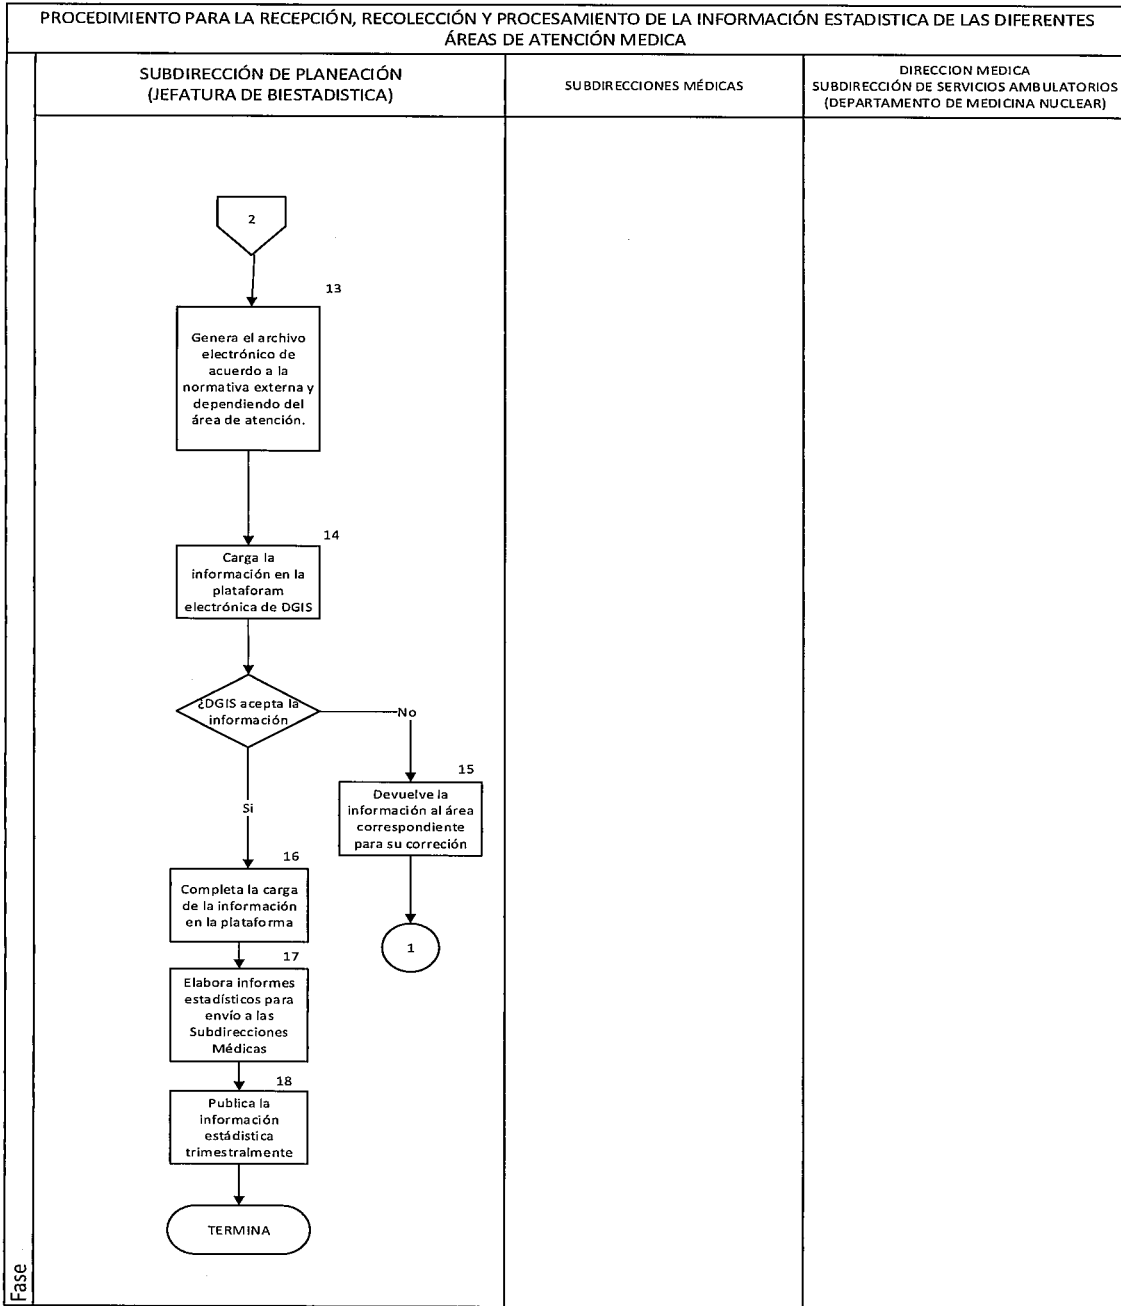 PROCEDIMIENTO PARA LA RECEPCIÓN, RECOLECCIÓN Y PROCESAMIENTO DE LA INFORMACIÓN ESTADISTICA DE LAS DIFERENTES
ÁREAS DE ATENCIÓN MEDICA
SUBDIRECCIÓN DE PLANEACIÓN
(JEFATURA DE BIESTADISTICA)
SUBDIRECCIONES MÉDICAS
DIRECCION MEDICA
SUBDIRECCIÓN DE SERVICIOS AMBULATORIOS
(DEPARTAMENTO DE MEDICINA NUCLEAR)
2
13
Genera el archivo
electrónico de
acuerdo a la
normativa externa y
dependiendo del
área de atención.
14
Carga la
información en la
plataforam
electrónica de DGIS
¿DGIS acepta la
información
No
15
Devuelve la
información al área
correspondiente
para su correción
1
Si
16
Completa la carga
de la información
en la plataforma
17
Elabora informes
estadísticos para
envío a las
Subdirecciones
Médicas
18
Publica la
información
estádistica
trimestralmente
TERMINA
Fase